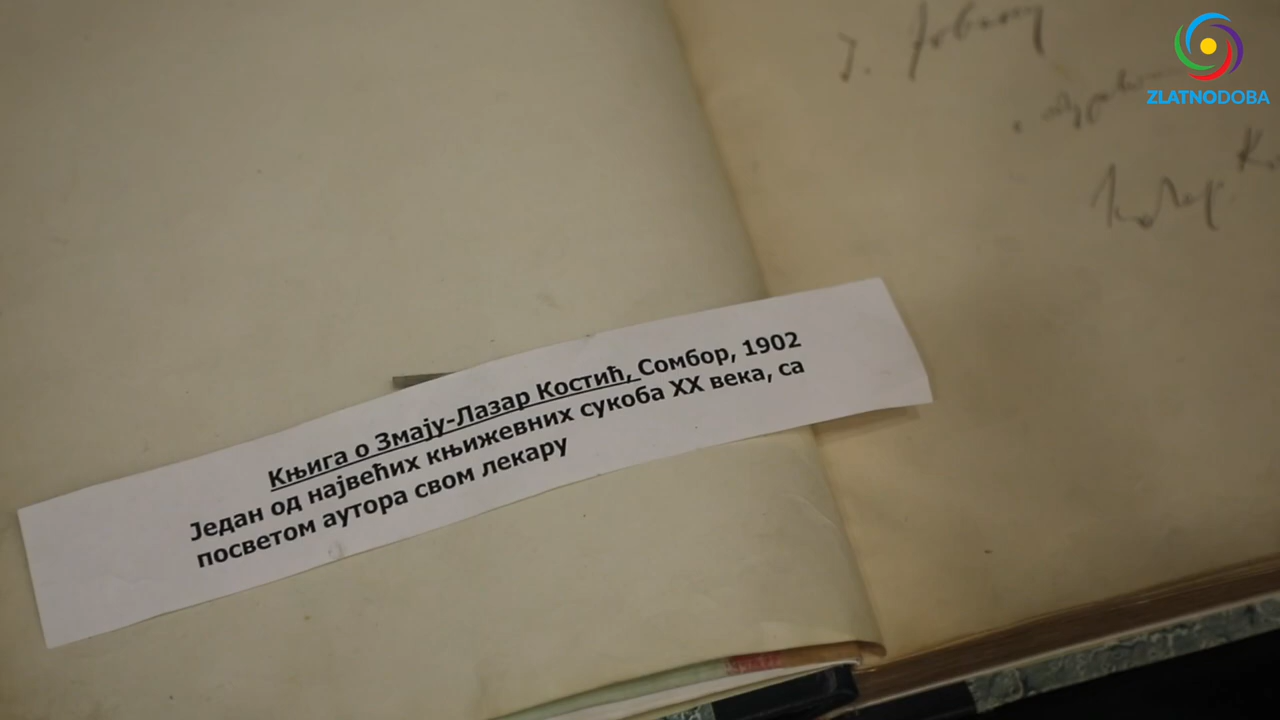 ZLATNODOBA
Књига о Змају-Лазар Костић, Сомбор, 1902
Један од највећих књижевних сукоба XX века, са
посветом аутора свом лекару